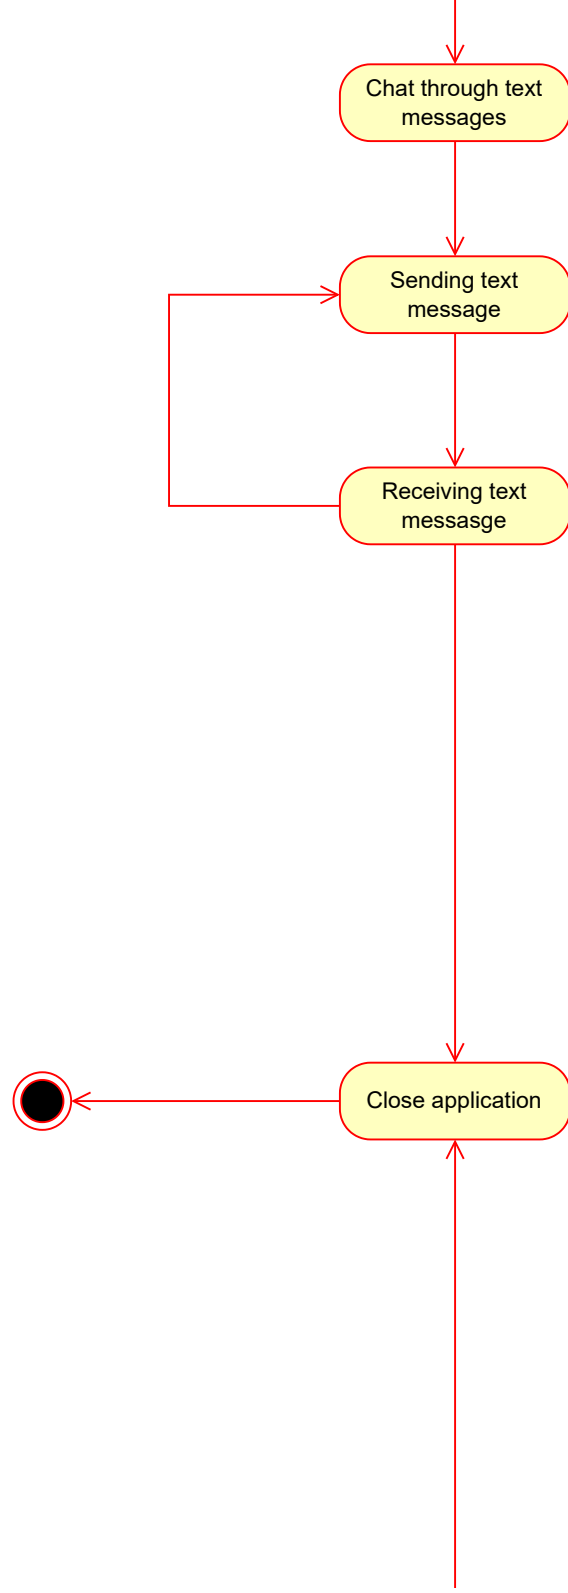 Chat through text
messages
Sending text
message
Receiving text
messasge
Close application